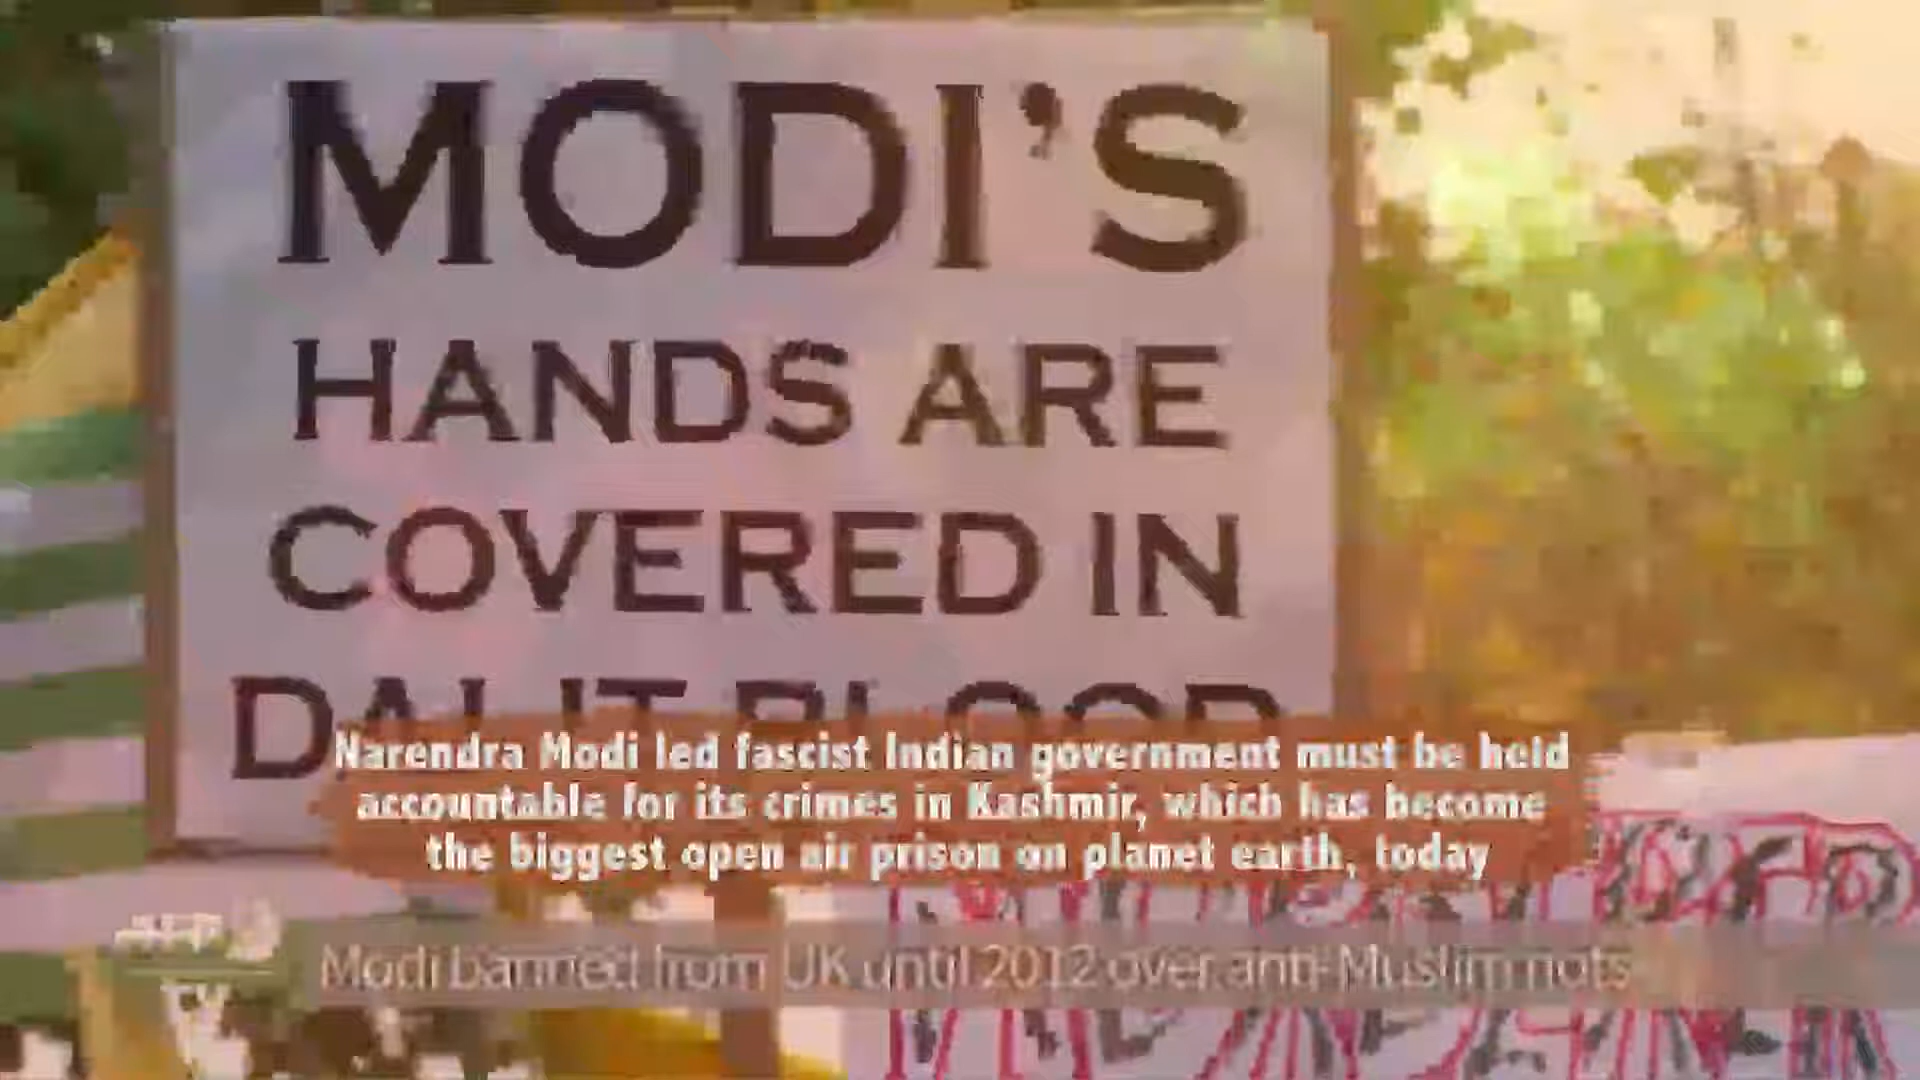 MODI'S
HANDS ARE
COVERED IN
DALIT BLOOD
Narendra Modi led fascist Indian government must be held
accountable for its crimes in Kashmir, which has become
the biggest open air prison on planet earth, today
Modi banned from UK until 2012 over anti-Muslim riots